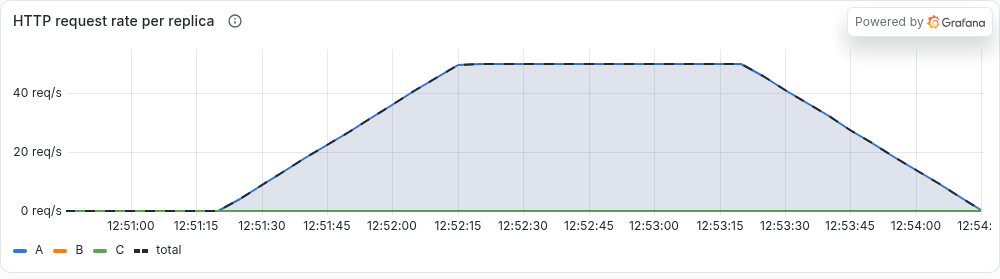 HTTP request rate per replica
Powered by Grafana
40 req/s
20 req/s
0 req/s
12:51:00 12:51:15 12:51:30 12:51:45 12:52:00 12:52:15 12:52:30 12:52:45 12:53:00 12:53:15 12:53:30 12:53:45 12:54:00 12:54:
A B C total